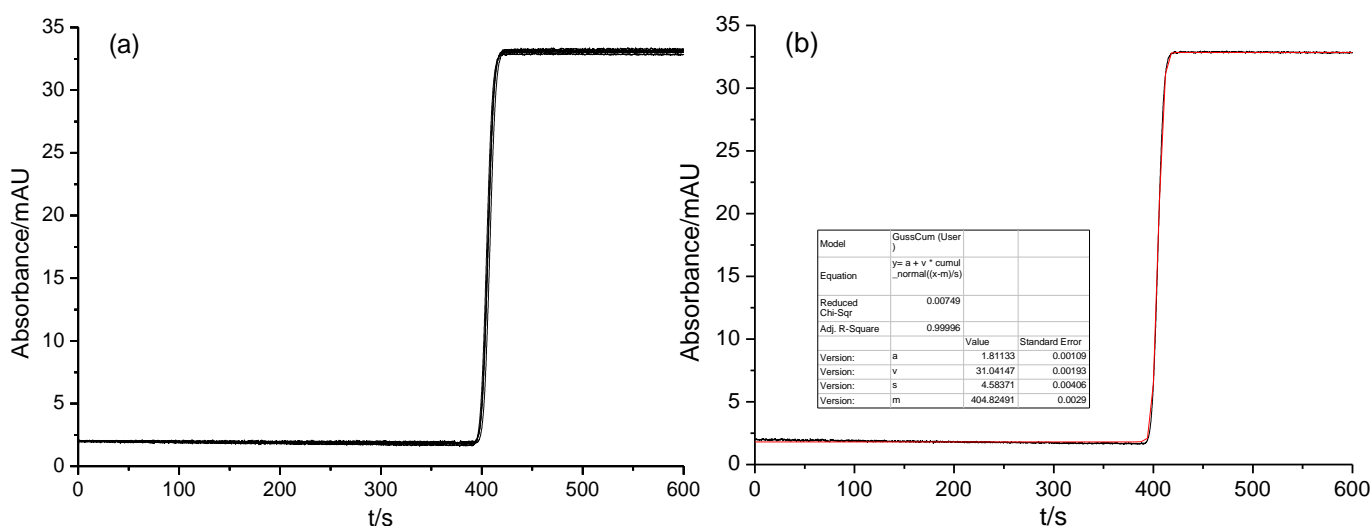 (a)
35
30
25
20
15
10
5
0
Absorbance/mAU
0 100 200 300 400 500 600
t/s
(b)
35
30
25
20
15
10
5
0
Absorbance/mAU
Model GussCum (User
)
Equation y= a + v * cumul
_normal((x-m)/s)
Reduced 0.00749
Chi-Sqr
Adj. R-Square 0.99996
Value Standard Error
Version: a 1.81133 0.00109
Version: v 31.04147 0.00193
Version: s 4.58371 0.00406
Version: m 404.82491 0.0029
0 100 200 300 400 500 600
t/s